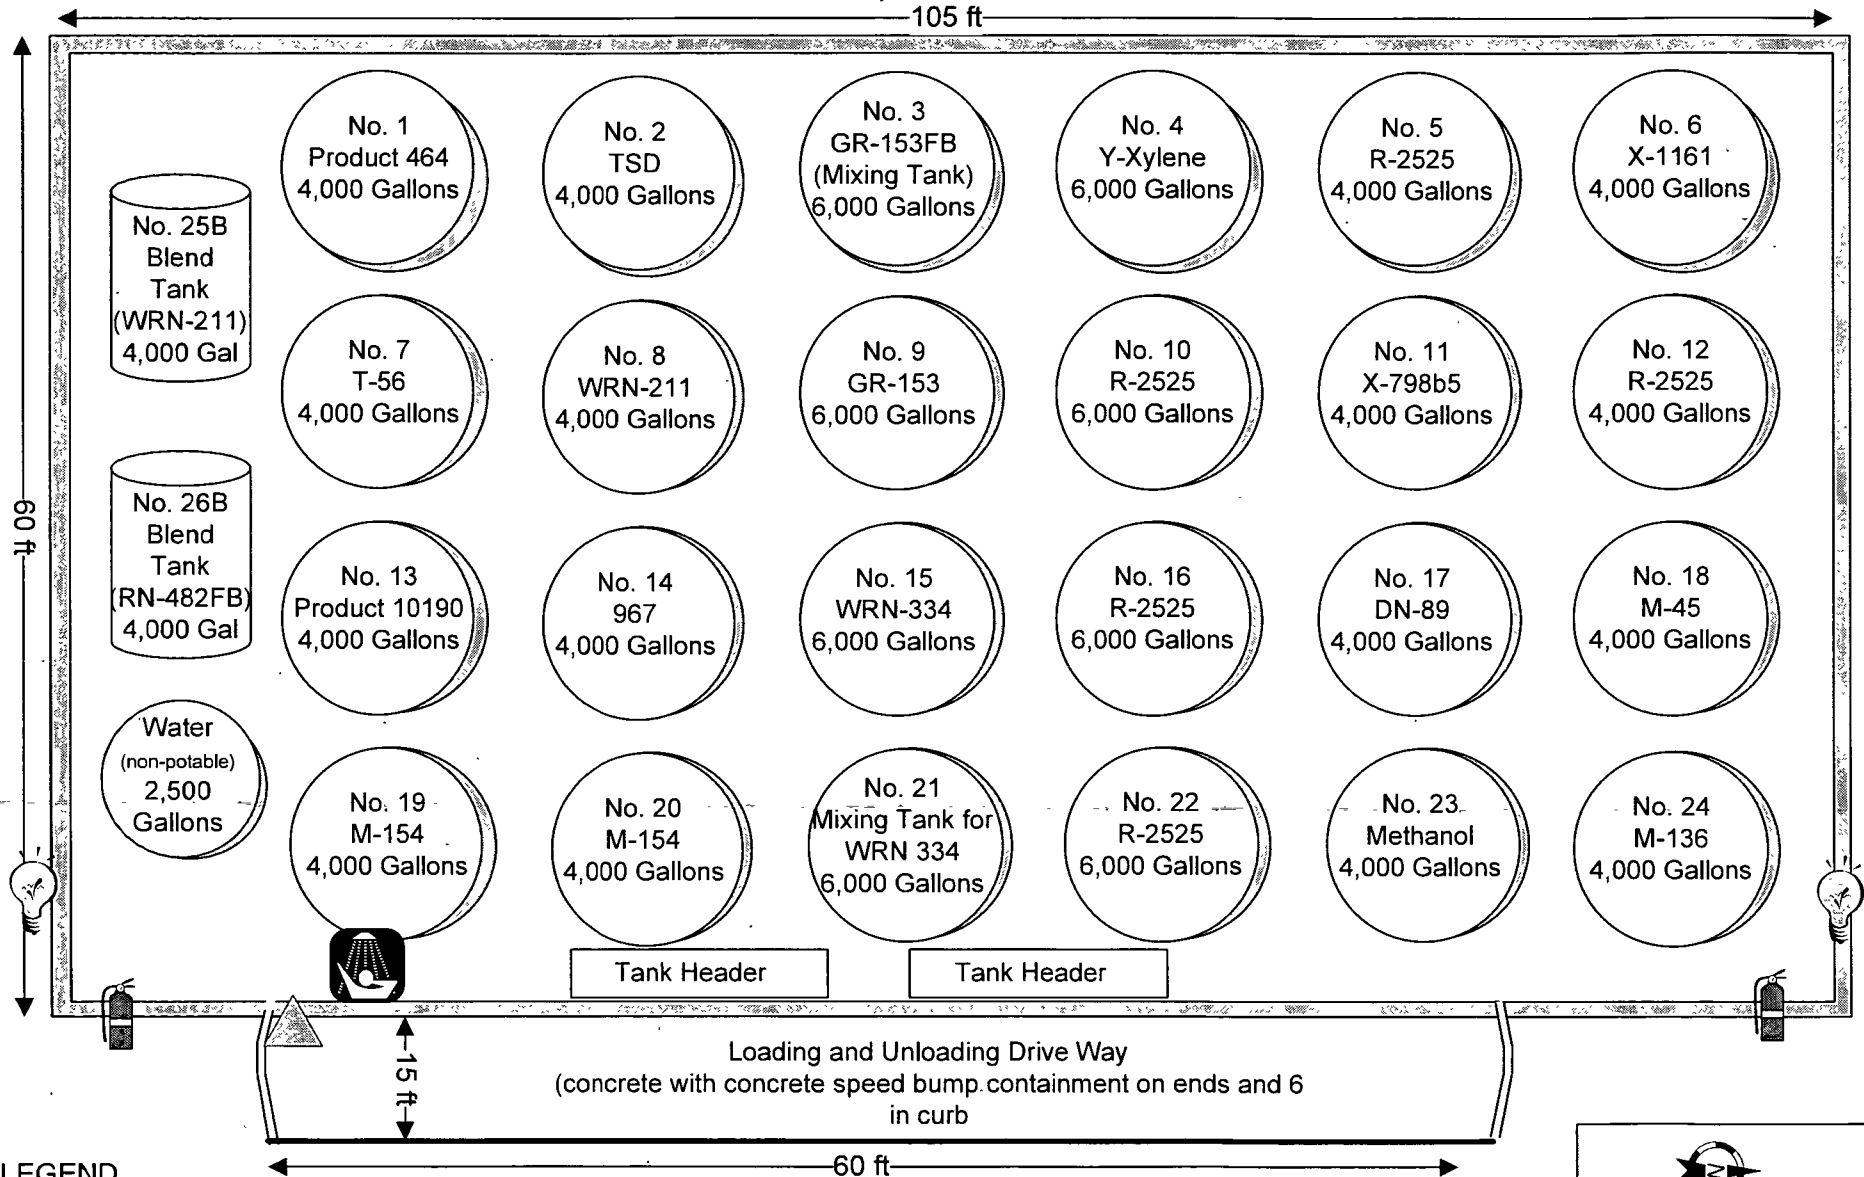 105 ft
60 ft
No. 1
Product 464
4,000 Gallons
No. 2
TSD
4,000 Gallons
No. 3
GR-153FB
(Mixing Tank)
6,000 Gallons
No. 4
Y-Xylene
6,000 Gallons
No. 5
R-2525
4,000 Gallons
No. 6
X-1161
4,000 Gallons
No. 25B
Blend
Tank
(WRN-211)
4,000 Gal
No. 7
T-56
4,000 Gallons
No. 8
WRN-211
4,000 Gallons
No. 9
GR-153
6,000 Gallons
No. 10
R-2525
6,000 Gallons
No. 11
X-798b5
4,000 Gallons
No. 12
R-2525
4,000 Gallons
No. 26B
Blend
Tank
(RN-482FB)
4,000 Gal
No. 13
Product 10190
4,000 Gallons
No. 14
967
4,000 Gallons
No. 15
WRN-334
6,000 Gallons
No. 16
R-2525
6,000 Gallons
No. 17
DN-89
4,000 Gallons
No. 18
M-45
4,000 Gallons
Water
(non-potable)
2,500
Gallons
No. 19
M-154
4,000 Gallons
No. 20
M-154
4,000 Gallons
No. 21
Mixing Tank for
WRN 334
6,000 Gallons
No. 22
R-2525
6,000 Gallons
No. 23
Methanol
4,000 Gallons
No. 24
M-136
4,000 Gallons
Tank Header
Tank Header
15 ft
Loading and Unloading Drive Way
(concrete with concrete speed bump containment on ends and 6
in curb
60 ft
LEGEND
N